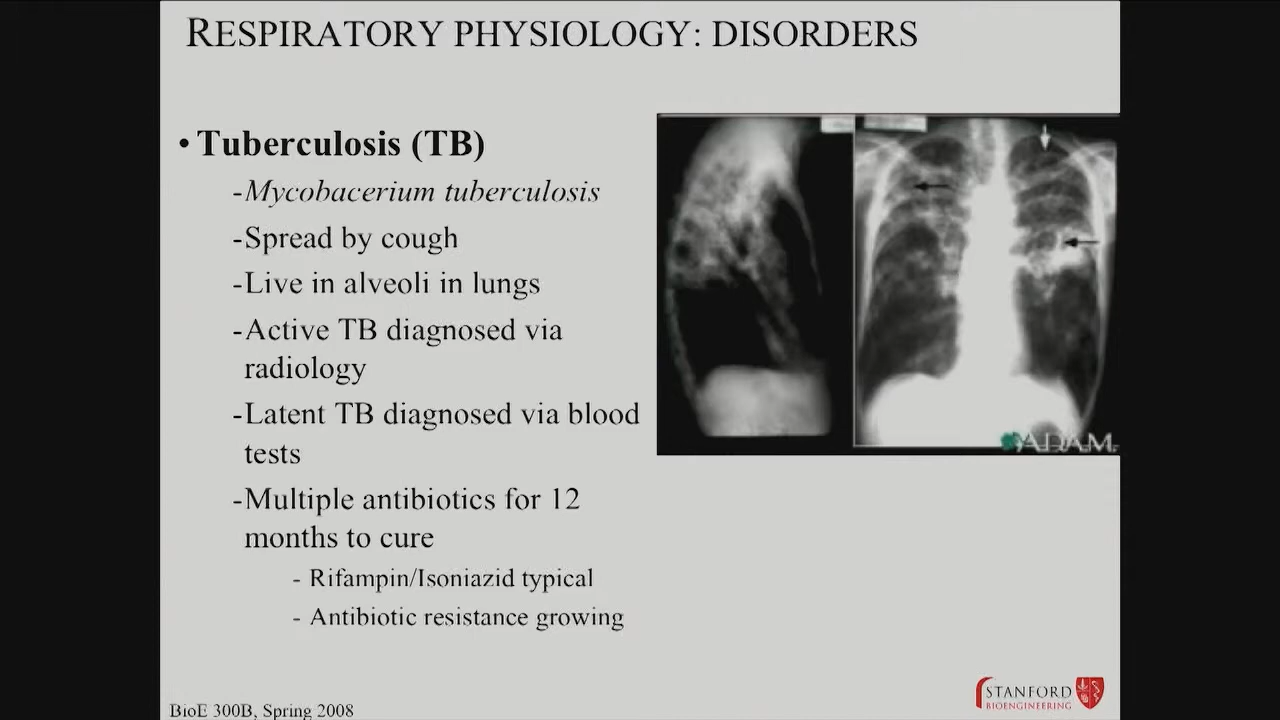 RESPIRATORY PHYSIOLOGY: DISORDERS
• Tuberculosis (TB)
-Mycobacerium tuberculosis
-Spread by cough
-Live in alveoli in lungs
-Active TB diagnosed via
radiology
-Latent TB diagnosed via blood
tests
-Multiple antibiotics for 12
months to cure
- Rifampin/Isoniazid typical
- Antibiotic resistance growing
A.D.A.M.
STANFORD
BIOENGINEERING
BioE 300B, Spring 2008